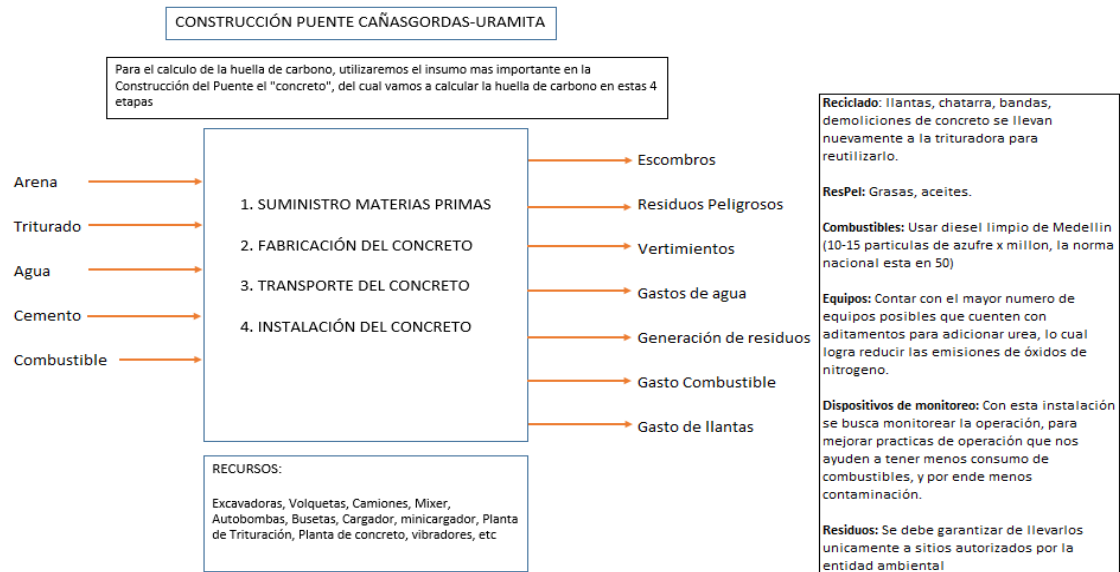 CONSTRUCCIÓN PUENTE CAÑASGORDAS-URAMITA
Para el calculo de la huella de carbono, utilizaremos el insumo mas importante en la
Construcción del Puente el "concreto", del cual vamos a calcular la huella de carbono en estas 4
etapas
Arena
Triturado
Agua
Cemento
Combustible
1. SUMINISTRO MATERIAS PRIMAS
2. FABRICACIÓN DEL CONCRETO
3. TRANSPORTE DEL CONCRETO
4. INSTALACIÓN DEL CONCRETO
Escombros
Residuos Peligrosos
Vertimientos
Gastos de agua
Generación de residuos
Gasto Combustible
Gasto de llantas
RECURSOS:
Excavadoras, Volquetas, Camiones, Mixer,
Autobombas, Busetas, Cargador, minicargador, Planta
de Trituración, Planta de concreto, vibradores, etc
Reciclado: llantas, chatarra, bandas,
demoliciones de concreto se llevan
nuevamente a la trituradora para
reutilizarlo.
ResPel: Grasas, aceites.
Combustibles: Usar diesel limpio de Medellin
(10-15 particulas de azufre x millon, la norma
nacional esta en 50)
Equipos: Contar con el mayor numero de
equipos posibles que cuenten con
aditamentos para adicionar urea, lo cual
logra reducir las emisiones de óxidos de
nitrogeno.
Dispositivos de monitoreo: Con esta instalación
se busca monitorear la operación, para
mejorar practicas de operación que nos
ayuden a tener menos consumo de
combustibles, y por ende menos
contaminación.
Residuos: Se debe garantizar de llevarlos
unicamente a sitios autorizados por la
entidad ambiental